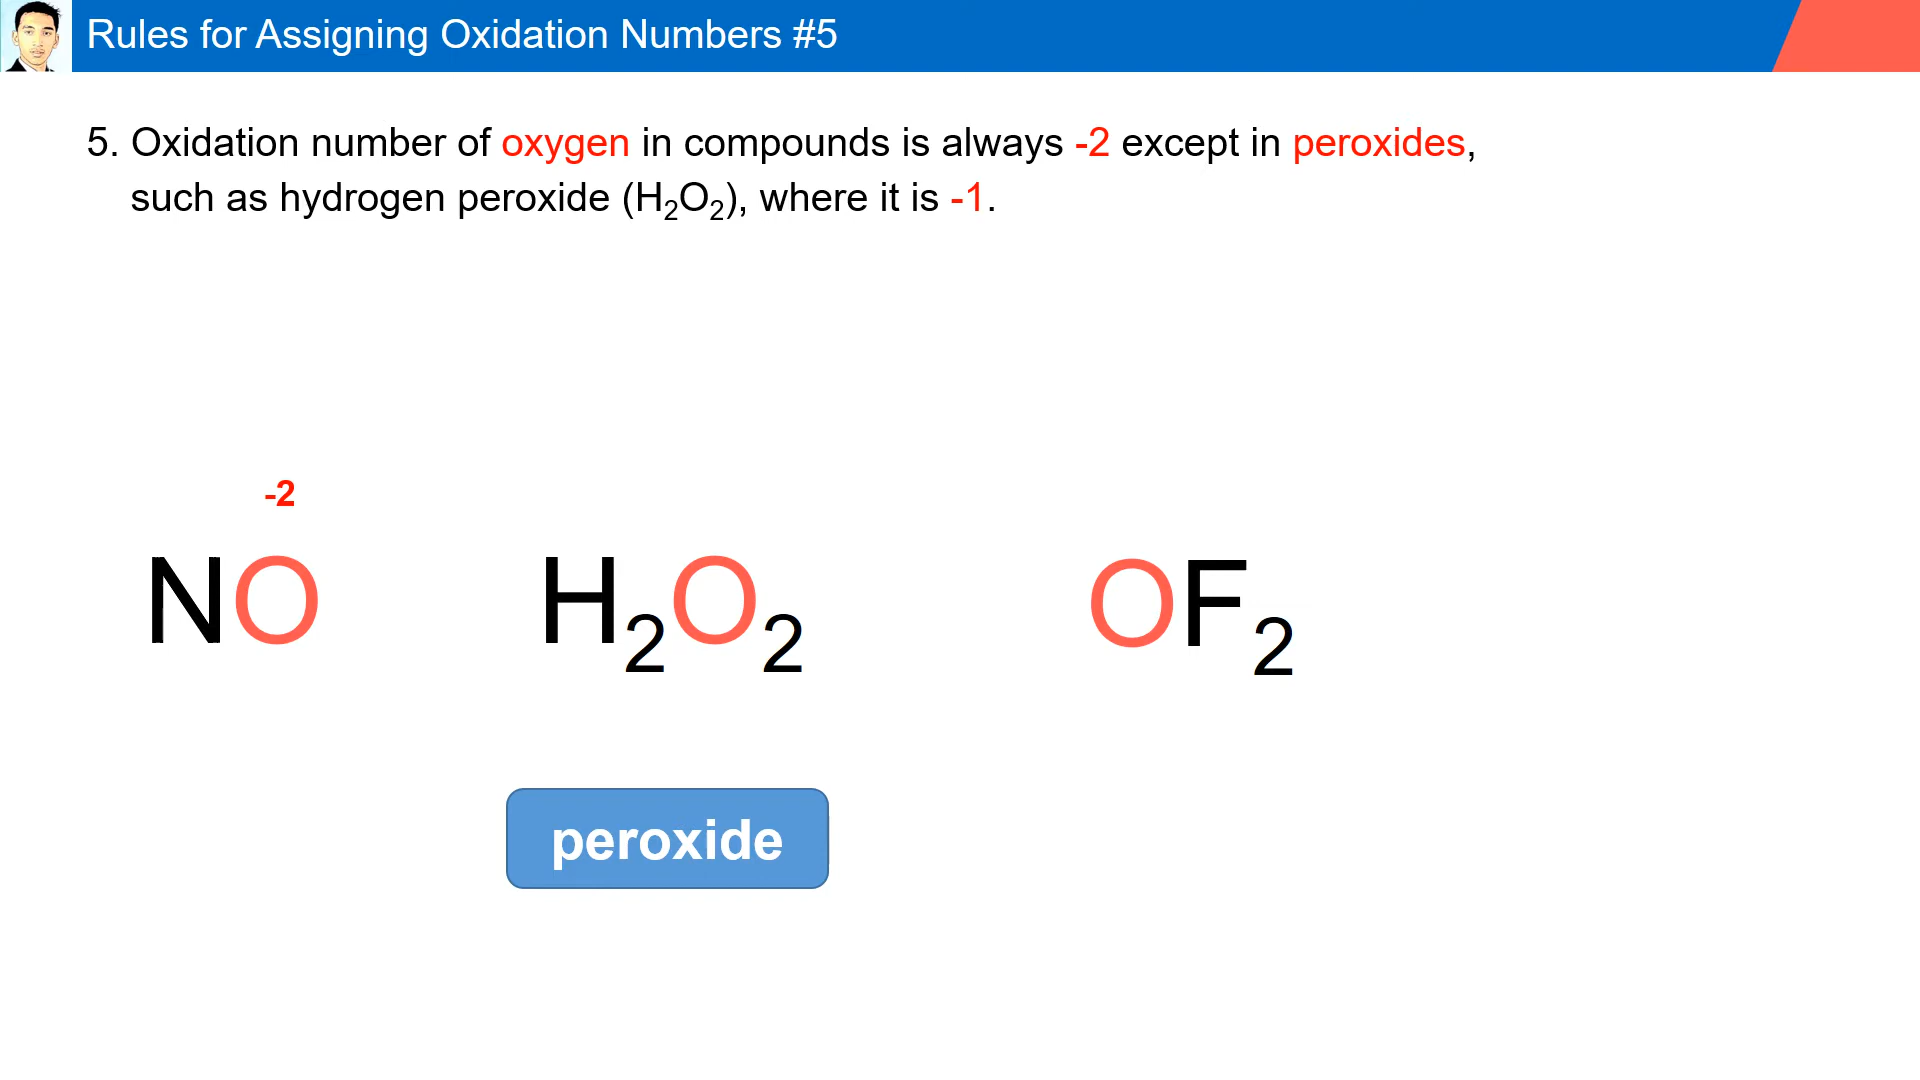 Rules for Assigning Oxidation Numbers #5
5. Oxidation number of oxygen in compounds is always -2 except in peroxides,
such as hydrogen peroxide (H₂O₂), where it is -1.
-2
NO H₂O₂ OF₂
peroxide